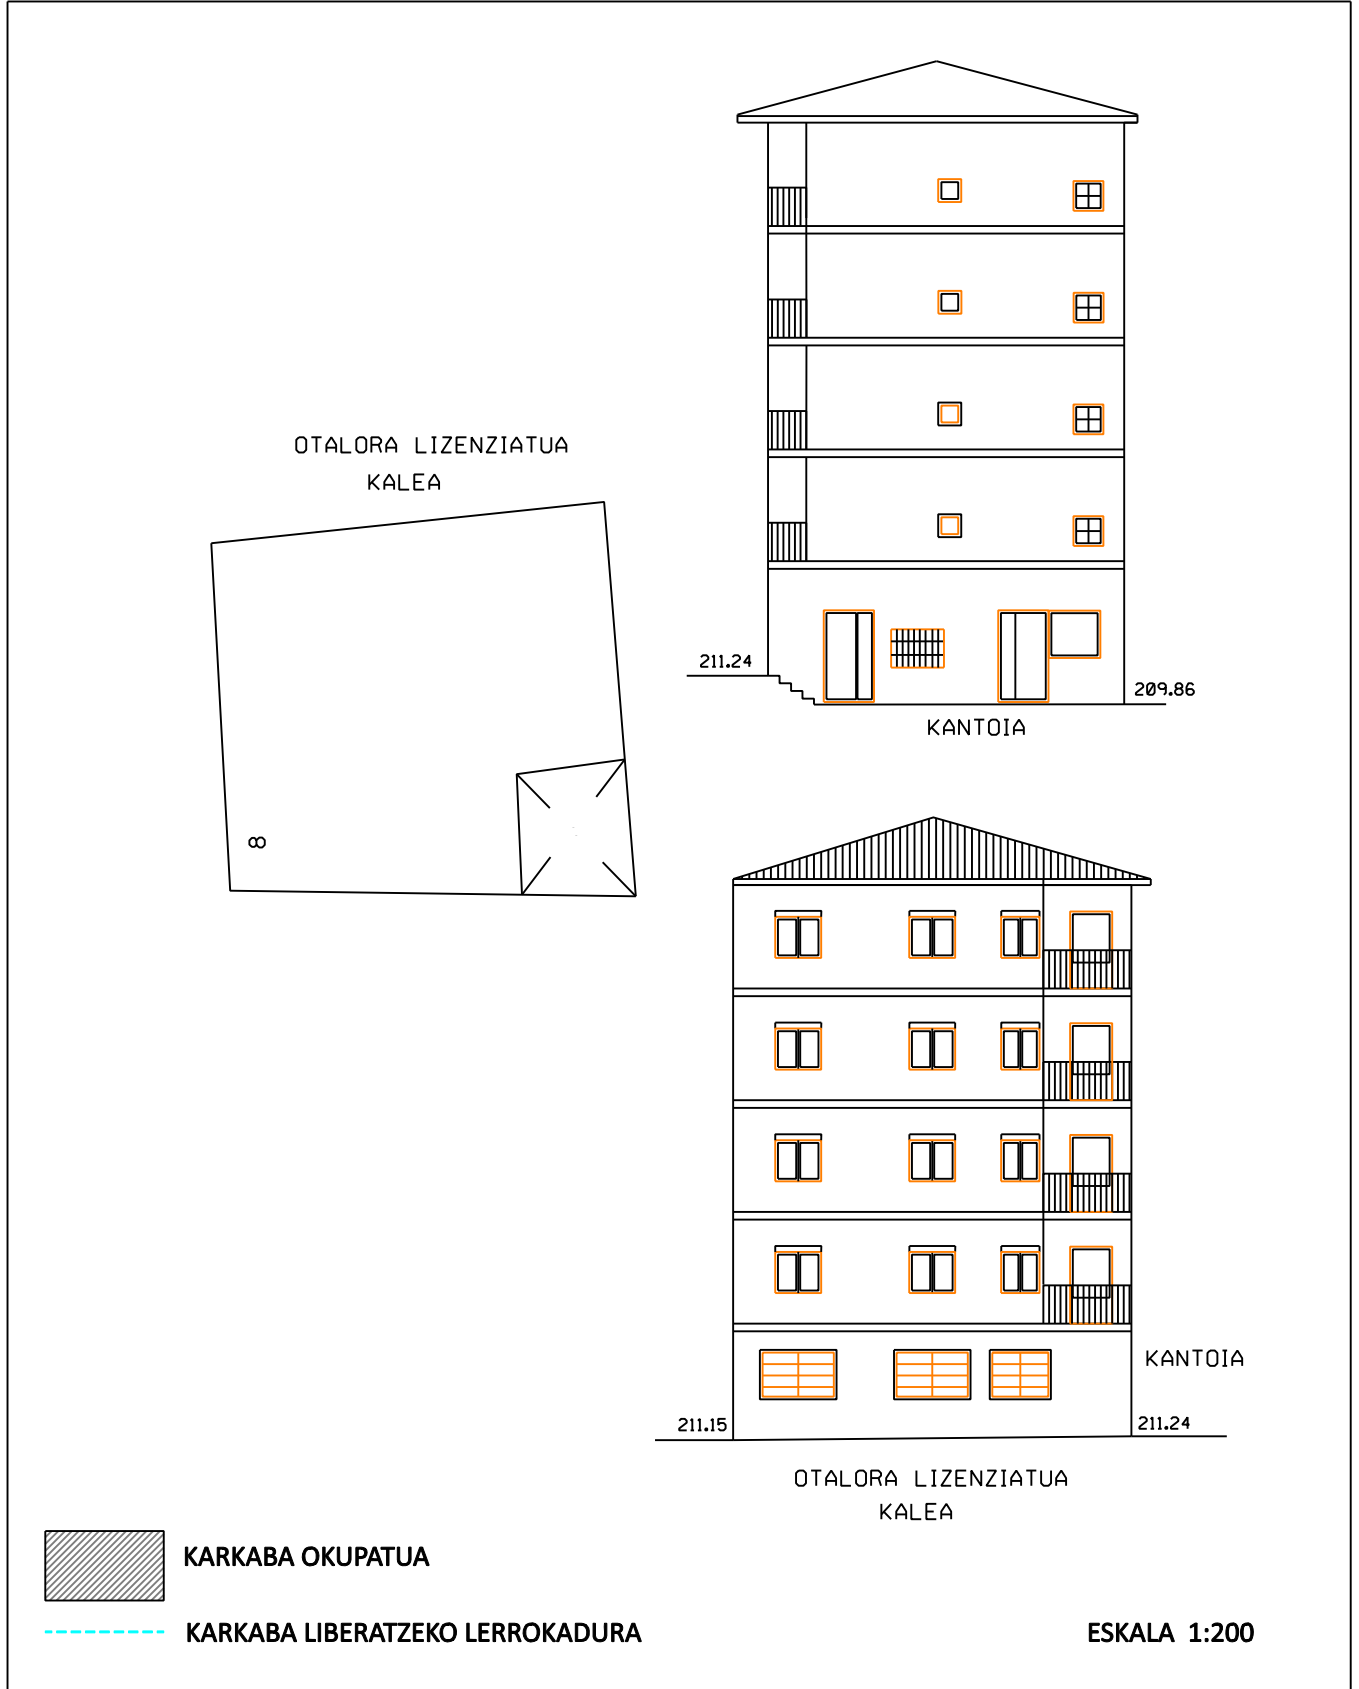 OTALORA LIZENZIATUA
KALEA
8
211.24
209.86
KANTOIA
KANTOIA
211.15
211.24
OTALORA LIZENZIATUA
KALEA
KARKABA OKUPATUA
KARKABA LIBERATZEKO LERROKADURA
ESKALA 1:200